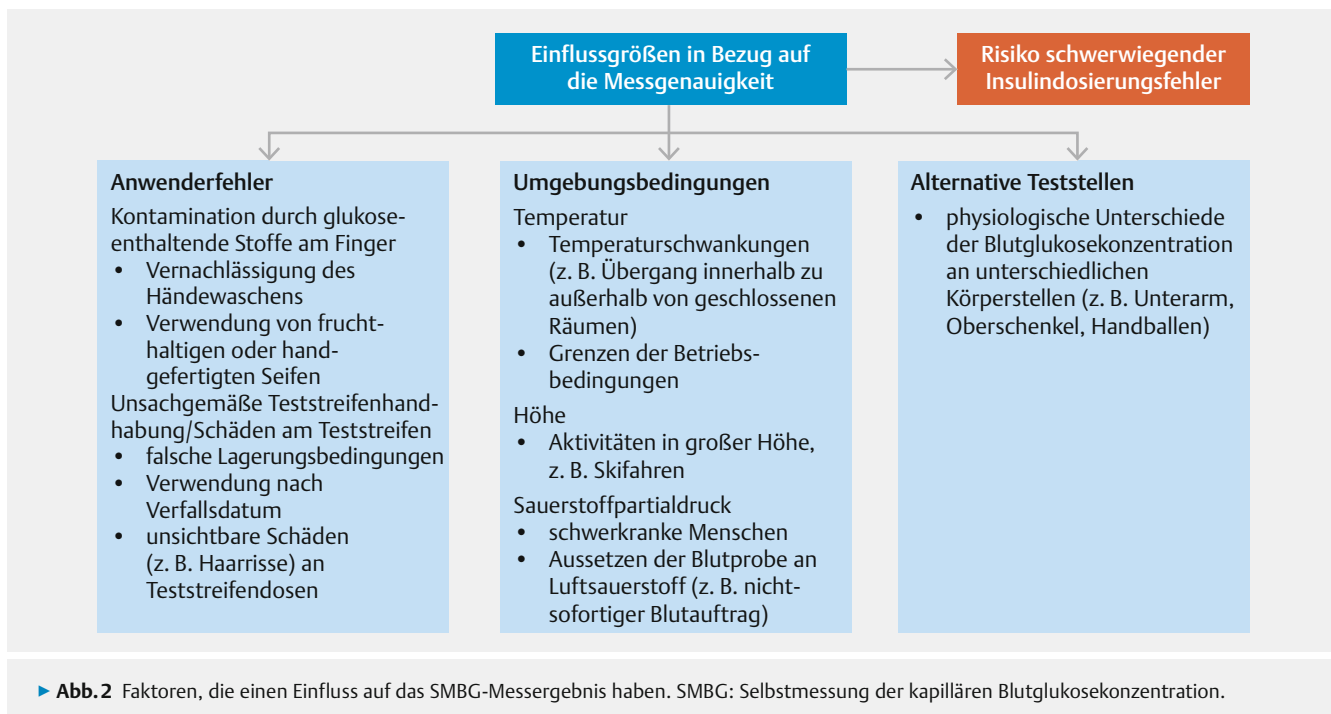 Einflussgrößen in Bezug auf
die Messgenauigkeit
Risiko schwerwiegender
Insulindosierungsfehler
Anwenderfehler
Kontamination durch glukose-
enthaltende Stoffe am Finger
• Vernachlässigung des
Händewaschens
• Verwendung von frucht-
haltigen oder hand-
gefertigten Seifen
Unsachgemäße Teststreifenhand-
habung/Schäden am Teststreifen
• falsche Lagerungsbedingungen
• Verwendung nach
Verfallsdatum
• unsichtbare Schäden
(z. B. Haarrisse) an
Teststreifendosen
Umgebungsbedingungen
Temperatur
• Temperaturschwankungen
(z. B. Übergang innerhalb zu
außerhalb von geschlossenen
Räumen)
• Grenzen der Betriebs-
bedingungen
Höhe
• Aktivitäten in großer Höhe,
z. B. Skifahren
Sauerstoffpartialdruck
• schwerkranke Menschen
• Aussetzen der Blutprobe an
Luftsauerstoff (z. B. nicht-
sofortiger Blutauftrag)
Alternative Teststellen
• physiologische Unterschiede
der Blutglukosekonzentration
an unterschiedlichen
Körperstellen (z. B. Unterarm,
Oberschenkel, Handballen)
▶ Abb. 2 Faktoren, die einen Einfluss auf das SMBG-Messergebnis haben. SMBG: Selbstmessung der kapillären Blutglukosekonzentration.